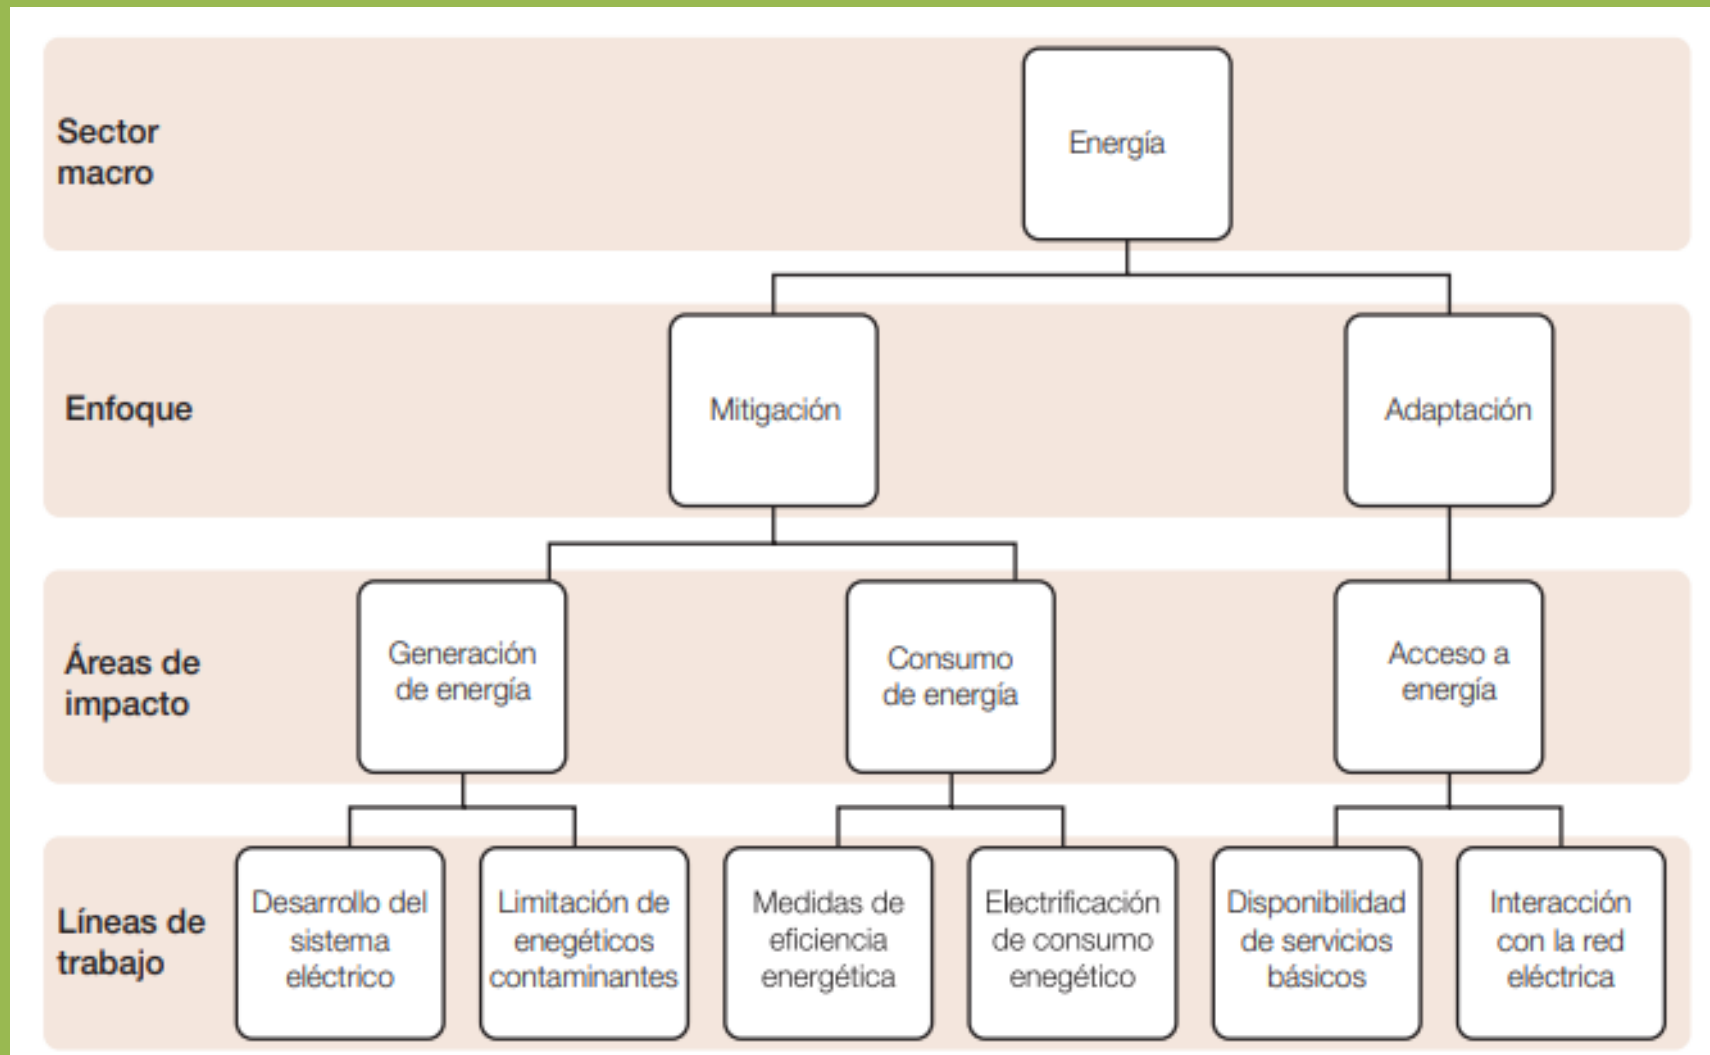 Sector
macro
Energía
Enfoque
Mitigación
Adaptación
Áreas de
impacto
Generación
de energía
Consumo
de energía
Acceso a
energía
Líneas de
trabajo
Desarrollo del
sistema
eléctrico
Limitación de
enegéticos
contaminantes
Medidas de
eficiencia
energética
Electrificación
de consumo
enegético
Disponibilidad
de servicios
básicos
Interacción
con la red
eléctrica